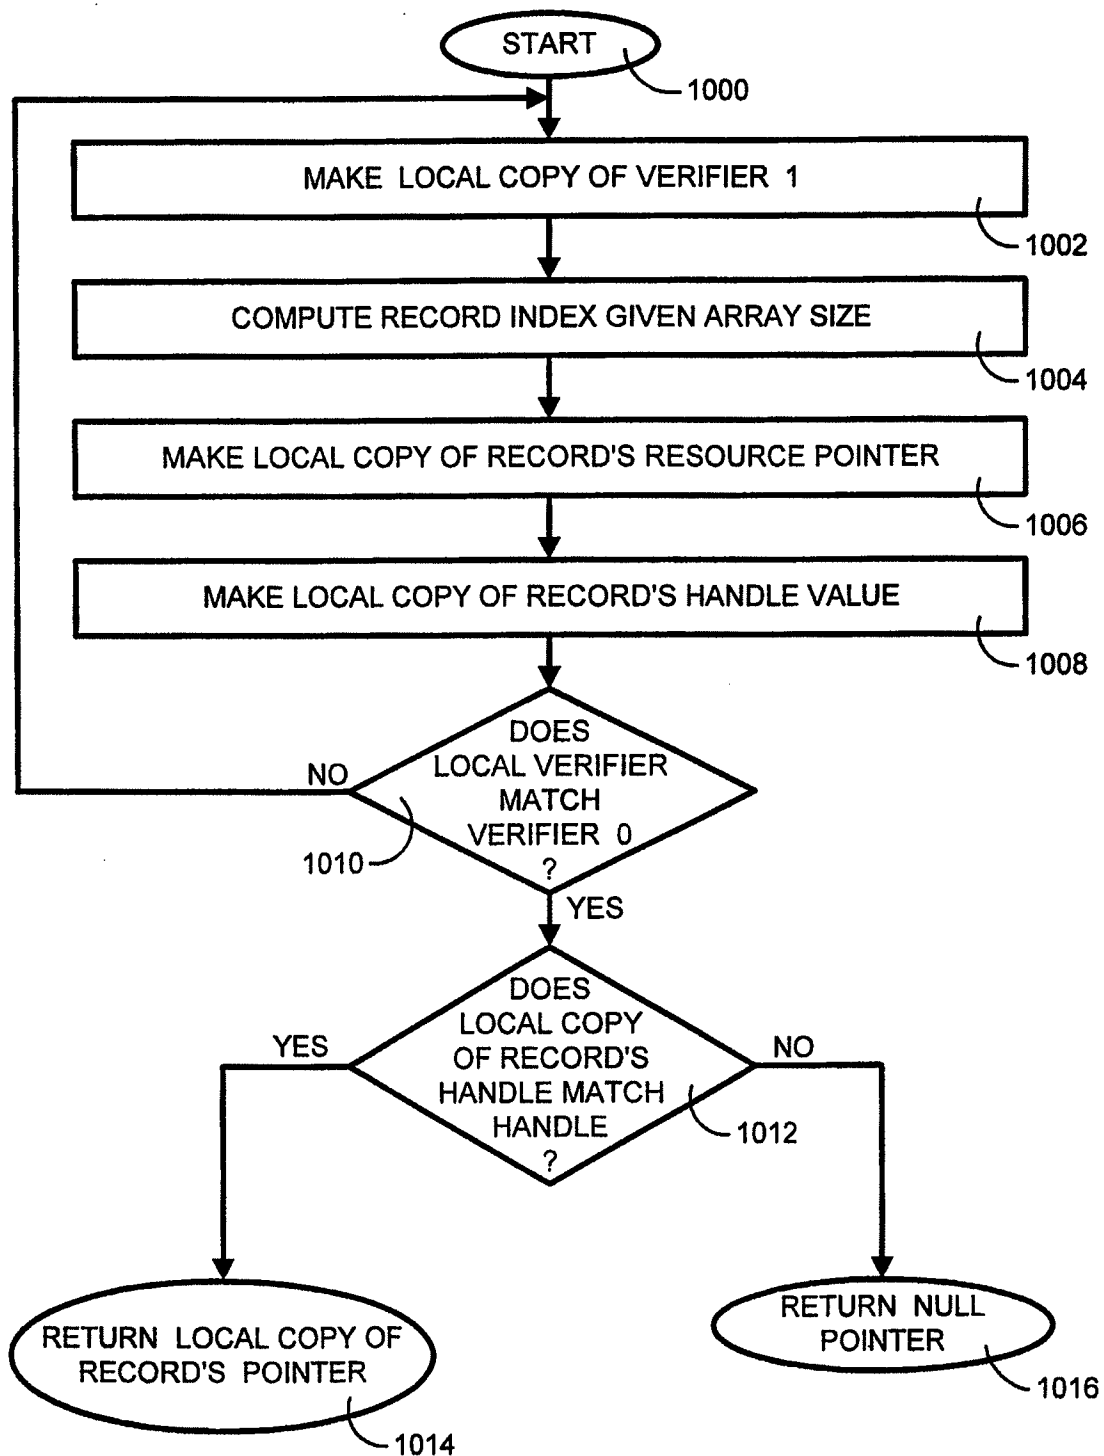 START
1000
MAKE LOCAL COPY OF VERIFIER 1
1002
COMPUTE RECORD INDEX GIVEN ARRAY SIZE
1004
MAKE LOCAL COPY OF RECORD'S RESOURCE POINTER
1006
MAKE LOCAL COPY OF RECORD'S HANDLE VALUE
1008
DOES
LOCAL VERIFIER
MATCH
VERIFIER 0
?
NO
1010
YES
DOES
LOCAL COPY
OF RECORD'S
HANDLE MATCH
HANDLE
?
YES
NO
1012
RETURN LOCAL COPY OF
RECORD'S POINTER
1014
RETURN NULL
POINTER
1016